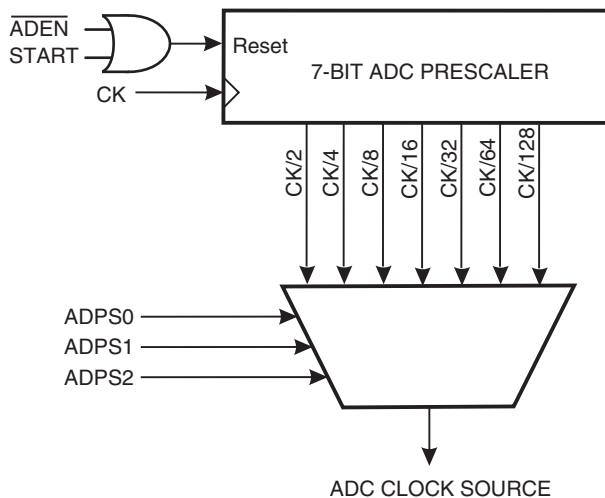 ADEN
START
Reset
7-BIT ADC PRESCALER
CK
CK/2
CK/4
CK/8
CK/16
CK/32
CK/64
CK/128
ADPS0
ADPS1
ADPS2
ADC CLOCK SOURCE